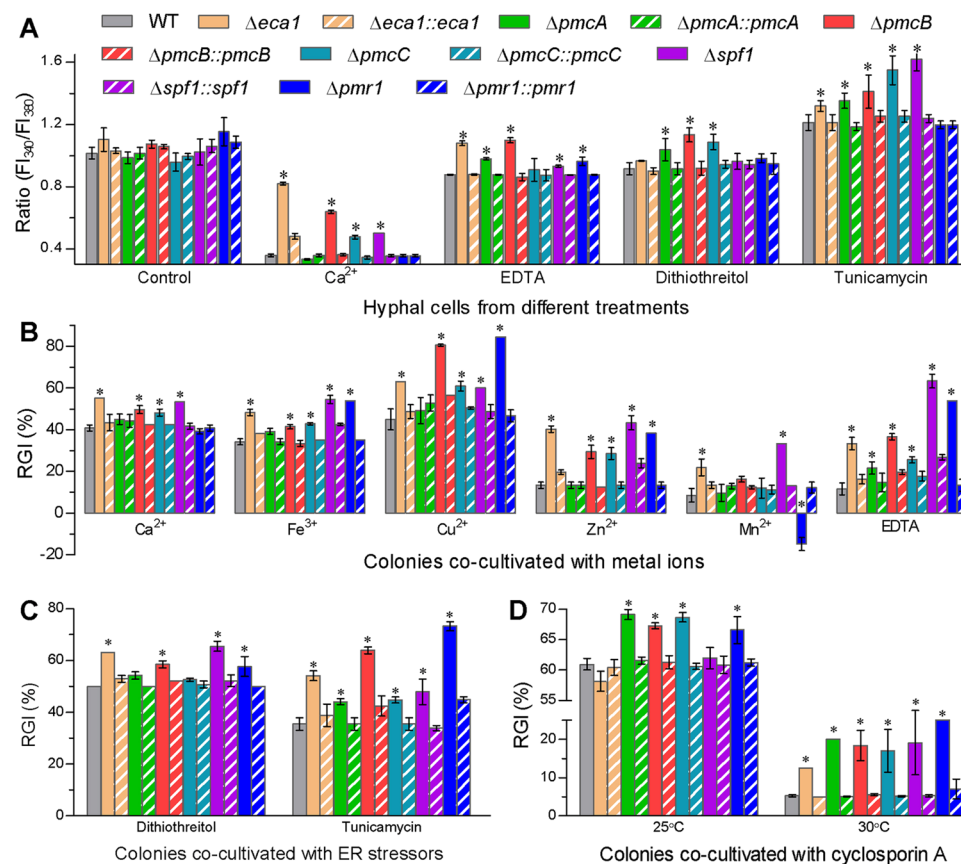 WT Δeca1 Δeca1::eca1 ΔpmcA ΔpmcA::pmcA ΔpmcB
ΔpmcB::pmcB ΔpmcC ΔpmcC::pmcC Δspf1
Δspf1::spf1 Δpmr1 Δpmr1::pmr1
A
Ratio (FI340/FI380)
1.6
1.2
0.8
0.4
* * * * * * * * * * * * * * * * * *
Control Ca2+ EDTA Dithiothreitol Tunicamycin
Hyphal cells from different treatments
B
RGI (%)
80
60
40
20
0
-20
* * * * * * * * * * * * * * * * * * * * * * * * * * * * *
Ca2+ Fe3+ Cu2+ Zn2+ Mn2+ EDTA
Colonies co-cultivated with metal ions
C
RGI (%)
80
60
40
20
0
* * * * * * * * * *
Dithiothreitol Tunicamycin
Colonies co-cultivated with ER stressors
D
RGI (%)
70
65
60
55
20
10
0
* * * * * * * * * *
25oC 30oC
Colonies co-cultivated with cyclosporin A